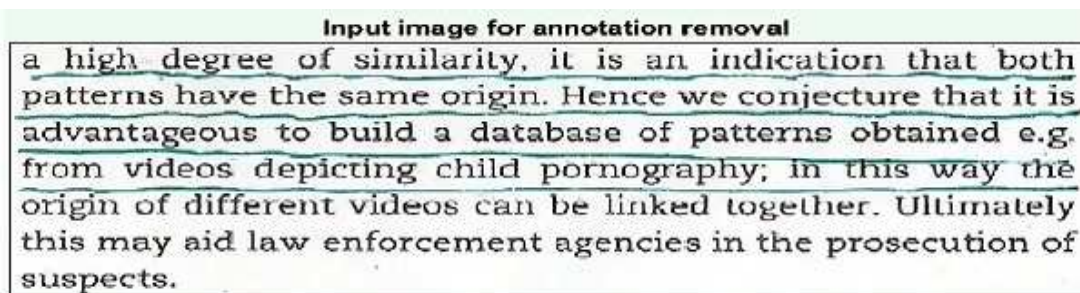 Input image for annotation removal
a high degree of similarity, it is an indication that both
patterns have the same origin. Hence we conjecture that it is
advantageous to build a database of patterns obtained e.g.
from videos depicting child pornography; in this way the
origin of different videos can be linked together. Ultimately
this may aid law enforcement agencies in the prosecution of
suspects.